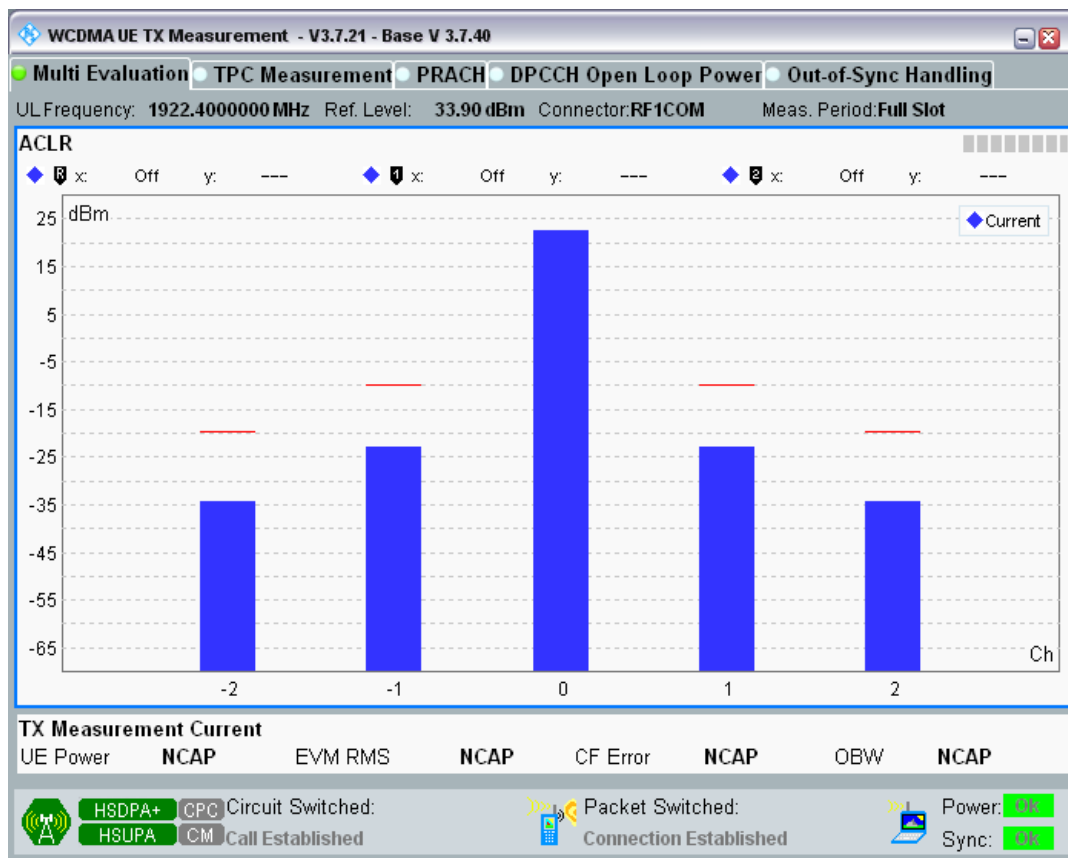 WCDMA UE TX Measurement - V3.7.21 - Base V 3.7.40
Multi Evaluation TPC Measurement PRACH DPCCH Open Loop Power Out-of-Sync Handling
UL Frequency: 1922.4000000 MHz Ref. Level: 33.90 dBm Connector:RF1COM Meas. Period:Full Slot
ACLR
R x: Off y: --- 1 x: Off y: --- 2 x: Off y: ---
dBm
Current
25
15
5
-5
-15
-25
-35
-45
-55
-65
Ch
-2 -1 0 1 2
TX Measurement Current
UE Power NCAP EVM RMS NCAP CF Error NCAP OBW NCAP
HSDPA+ CPC Circuit Switched: Packet Switched: Power: OK
HSUPA CM Call Established Connection Established Sync: OK